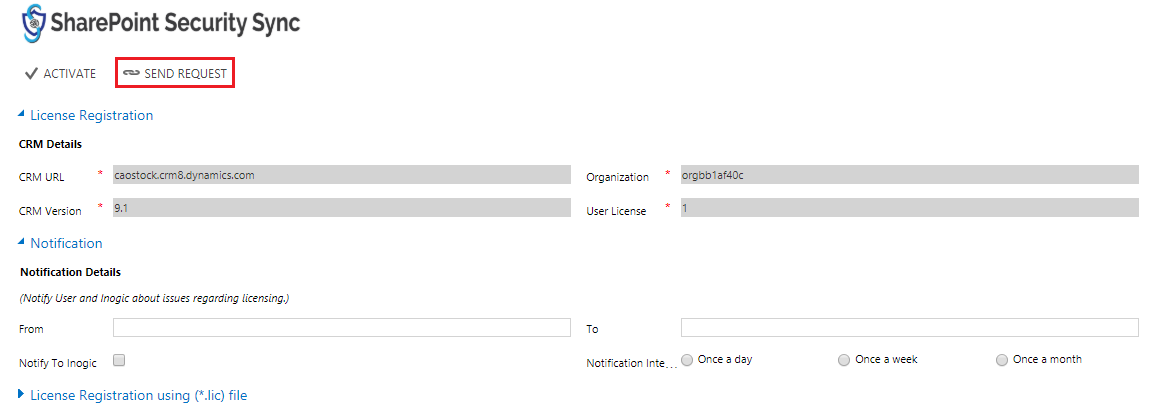 SharePoint Security Sync
ACTIVATE SEND REQUEST
License Registration
CRM Details
CRM URL * caostock.crm8.dynamics.com Organization * orgbb1af40c
CRM Version * 9.1 User License * 1
Notification
Notification Details
(Notify User and Inogic about issues regarding licensing.)
From To
Notify To Inogic Notification Inte... Once a day Once a week Once a month
License Registration using (*.lic) file